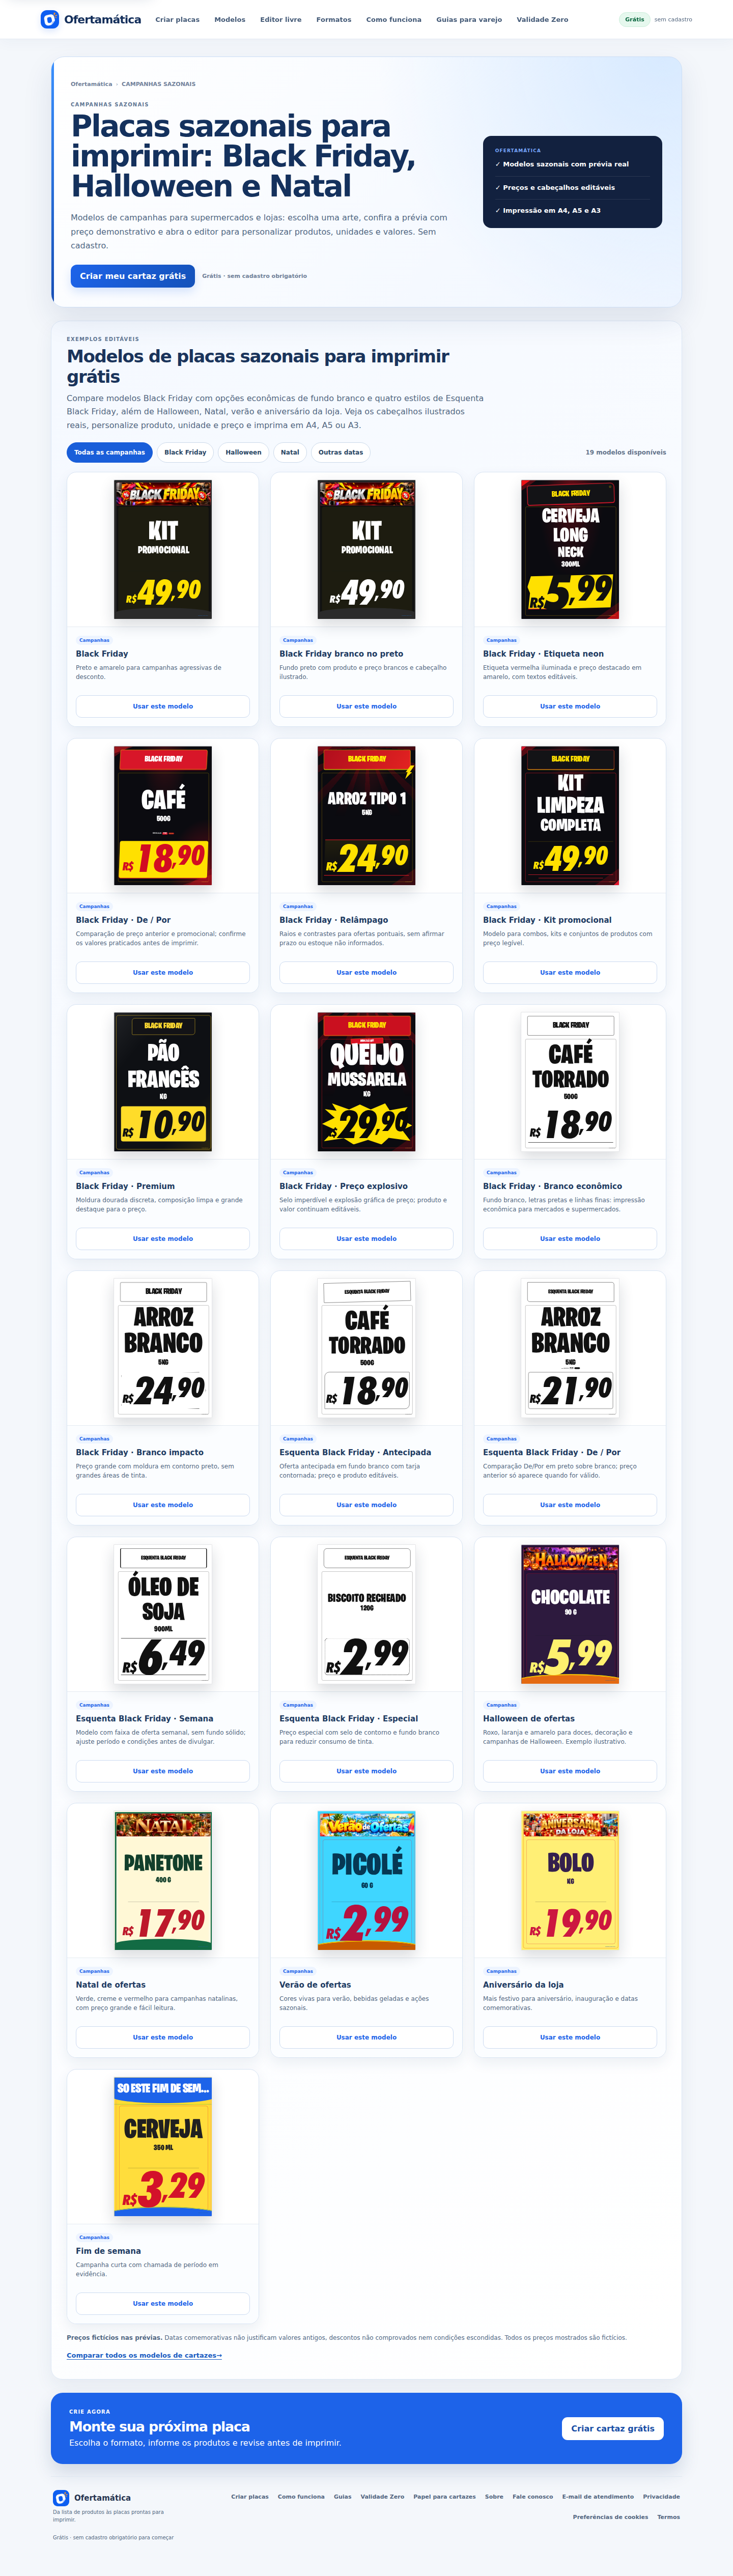 Ofertamática
Criar placas Modelos Editor livre Formatos Como funciona Guias para varejo Validade Zero
Grátis sem cadastro
Ofertamática › CAMPANHAS SAZONAIS
CAMPANHAS SAZONAIS
Placas sazonais para
imprimir: Black Friday,
Halloween e Natal
Modelos de campanhas para supermercados e lojas: escolha uma arte, confira a prévia com
preço demonstrativo e abra o editor para personalizar produtos, unidades e valores. Sem
cadastro.
Criar meu cartaz grátis
Grátis · sem cadastro obrigatório
OFERTAMÁTICA
✓ Modelos sazonais com prévia real
✓ Preços e cabeçalhos editáveis
✓ Impressão em A4, A5 e A3
EXEMPLOS EDITÁVEIS
Modelos de placas sazonais para imprimir
grátis
Compare modelos Black Friday com opções econômicas de fundo branco e quatro estilos de Esquenta
Black Friday, além de Halloween, Natal, verão e aniversário da loja. Veja os cabeçalhos ilustrados
reais, personalize produto, unidade e preço e imprima em A4, A5 ou A3.
Todas as campanhas Black Friday Halloween Natal Outras datas
19 modelos disponíveis
BLACK FRIDAY
KIT
PROMOCIONAL
R$49,90
Campanhas
Black Friday
Preto e amarelo para campanhas agressivas de
desconto.
Usar este modelo
BLACK FRIDAY
KIT
PROMOCIONAL
R$49,90
Campanhas
Black Friday branco no preto
Fundo preto com produto e preço brancos e cabeçalho
ilustrado.
Usar este modelo
BLACK FRIDAY
CERVEJA
LONG
NECK
300ML
R$5,99
Campanhas
Black Friday · Etiqueta neon
Etiqueta vermelha iluminada e preço destacado em
amarelo, com textos editáveis.
Usar este modelo
BLACK FRIDAY
CAFÉ
500G
R$18,90
Campanhas
Black Friday · De / Por
Comparação de preço anterior e promocional; confirme
os valores praticados antes de imprimir.
Usar este modelo
BLACK FRIDAY
ARROZ TIPO 1
5KG
R$24,90
Campanhas
Black Friday · Relâmpago
Raios e contrastes para ofertas pontuais, sem afirmar
prazo ou estoque não informados.
Usar este modelo
BLACK FRIDAY
KIT
LIMPEZA
COMPLETA
R$49,90
Campanhas
Black Friday · Kit promocional
Modelo para combos, kits e conjuntos de produtos com
preço legível.
Usar este modelo
BLACK FRIDAY
PÃO
FRANCÊS
KG
R$10,90
Campanhas
Black Friday · Premium
Moldura dourada discreta, composição limpa e grande
destaque para o preço.
Usar este modelo
BLACK FRIDAY
QUEIJO
MUSSARELA
KG
R$29,90
Campanhas
Black Friday · Preço explosivo
Selo imperdível e explosão gráfica de preço; produto e
valor continuam editáveis.
Usar este modelo
BLACK FRIDAY
CAFÉ
TORRADO
500G
R$18,90
Campanhas
Black Friday · Branco econômico
Fundo branco, letras pretas e linhas finas: impressão
econômica para mercados e supermercados.
Usar este modelo
BLACK FRIDAY
ARROZ
BRANCO
5KG
R$24,90
Campanhas
Black Friday · Branco impacto
Preço grande com moldura em contorno preto, sem
grandes áreas de tinta.
Usar este modelo
ESQUENTA BLACK FRIDAY
CAFÉ
TORRADO
500G
R$18,90
Campanhas
Esquenta Black Friday · Antecipada
Oferta antecipada em fundo branco com tarja
contornada; preço e produto editáveis.
Usar este modelo
ESQUENTA BLACK FRIDAY
ARROZ
BRANCO
5KG
R$21,90
Campanhas
Esquenta Black Friday · De / Por
Comparação De/Por em preto sobre branco; preço
anterior só aparece quando for válido.
Usar este modelo
ESQUENTA BLACK FRIDAY
ÓLEO DE
SOJA
900ML
R$6,49
Campanhas
Esquenta Black Friday · Semana
Modelo com faixa de oferta semanal, sem fundo sólido;
ajuste período e condições antes de divulgar.
Usar este modelo
ESQUENTA BLACK FRIDAY
BISCOITO RECHEADO
120G
R$2,99
Campanhas
Esquenta Black Friday · Especial
Preço especial com selo de contorno e fundo branco
para reduzir consumo de tinta.
Usar este modelo
HALLOWEEN
CHOCOLATE
90 G
R$5,99
Campanhas
Halloween de ofertas
Roxo, laranja e amarelo para doces, decoração e
campanhas de Halloween. Exemplo ilustrativo.
Usar este modelo
NATAL
PANETONE
400 G
R$17,90
Campanhas
Natal de ofertas
Verde, creme e vermelho para campanhas natalinas,
com preço grande e fácil leitura.
Usar este modelo
Verão de Ofertas
PICOLÉ
60 G
R$2,99
Campanhas
Verão de ofertas
Cores vivas para verão, bebidas geladas e ações
sazonais.
Usar este modelo
ANIVERSÁRIO
DA LOJA
BOLO
KG
R$19,90
Campanhas
Aniversário da loja
Mais festivo para aniversário, inauguração e datas
comemorativas.
Usar este modelo
SO ESTE FIM DE SEM...
CERVEJA
350 ML
R$3,29
Campanhas
Fim de semana
Campanha curta com chamada de período em
evidência.
Usar este modelo
Preços fictícios nas prévias. Datas comemorativas não justificam valores antigos, descontos não comprovados nem condições escondidas. Todos os preços mostrados são fictícios.
Comparar todos os modelos de cartazes→
CRIE AGORA
Monte sua próxima placa
Escolha o formato, informe os produtos e revise antes de imprimir.
Criar cartaz grátis
Ofertamática
Da lista de produtos às placas prontas para
imprimir.
Grátis · sem cadastro obrigatório para começar
Criar placas Como funciona Guias Validade Zero Papel para cartazes Sobre Fale conosco E-mail de atendimento Privacidade
Preferências de cookies Termos